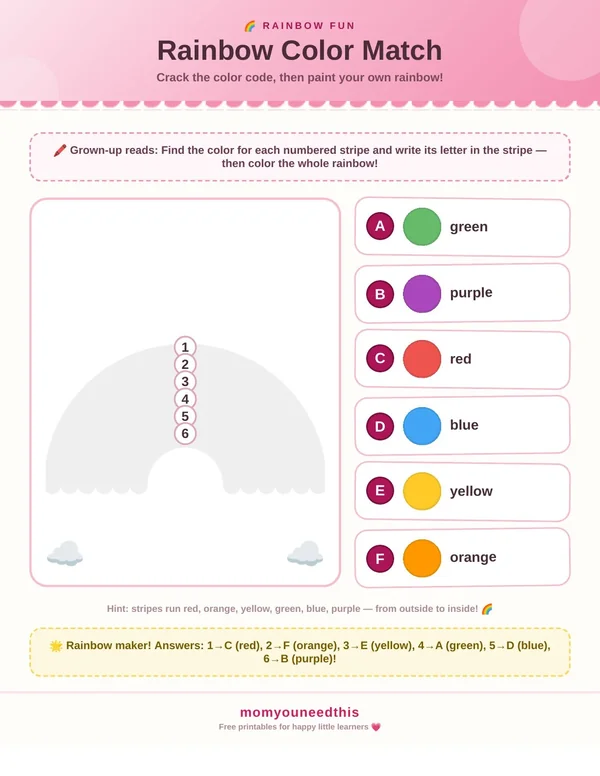 🌈 RAINBOW FUN
Rainbow Color Match
Crack the color code, then paint your own rainbow!
🖍️ Grown-up reads: Find the color for each numbered stripe and write its letter in the stripe —
then color the whole rainbow!
1
2
3
4
5
6
A green
B purple
C red
D blue
E yellow
F orange
Hint: stripes run red, orange, yellow, green, blue, purple — from outside to inside! 🌈
🌟 Rainbow maker! Answers: 1→C (red), 2→F (orange), 3→E (yellow), 4→A (green), 5→D (blue),
6→B (purple)!
momyouneedthis
Free printables for happy little learners 💗